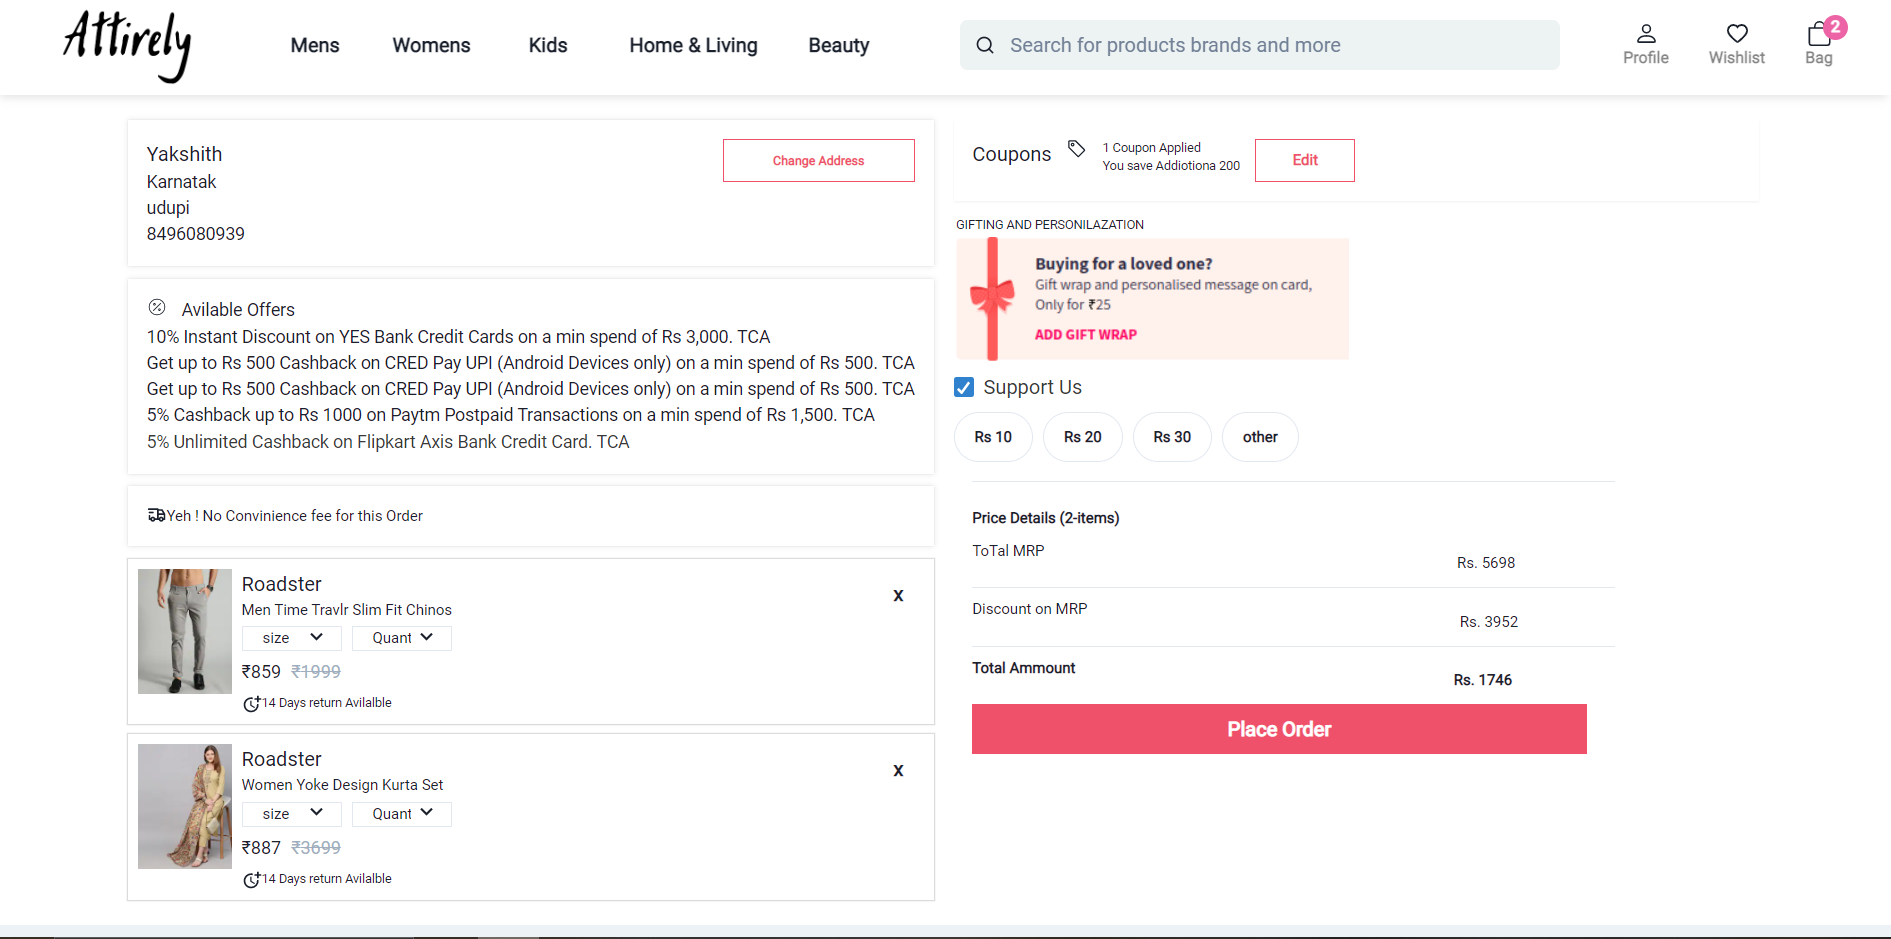 Attirely
Mens
Womens
Kids
Home & Living
Beauty
Search for products brands and more
Profile
Wishlist
2
Bag
Yakshith
Karnatak
udupi
8496080939
Change Address
Avilable Offers
10% Instant Discount on YES Bank Credit Cards on a min spend of Rs 3,000. TCA
Get up to Rs 500 Cashback on CRED Pay UPI (Android Devices only) on a min spend of Rs 500. TCA
Get up to Rs 500 Cashback on CRED Pay UPI (Android Devices only) on a min spend of Rs 500. TCA
5% Cashback up to Rs 1000 on Paytm Postpaid Transactions on a min spend of Rs 1,500. TCA
5% Unlimited Cashback on Flipkart Axis Bank Credit Card. TCA
Yeh ! No Convinience fee for this Order
Roadster
Men Time Travlr Slim Fit Chinos
size
Quant
₹859 ₹1999
14 Days return Avilalble
X
Roadster
Women Yoke Design Kurta Set
size
Quant
₹887 ₹3699
14 Days return Avilalble
X
Coupons
1 Coupon Applied
You save Addiotiona 200
Edit
GIFTING AND PERSONILAZATION
Buying for a loved one?
Gift wrap and personalised message on card,
Only for ₹25
ADD GIFT WRAP
Support Us
Rs 10
Rs 20
Rs 30
other
Price Details (2-items)
ToTal MRP
Rs. 5698
Discount on MRP
Rs. 3952
Total Ammount
Rs. 1746
Place Order